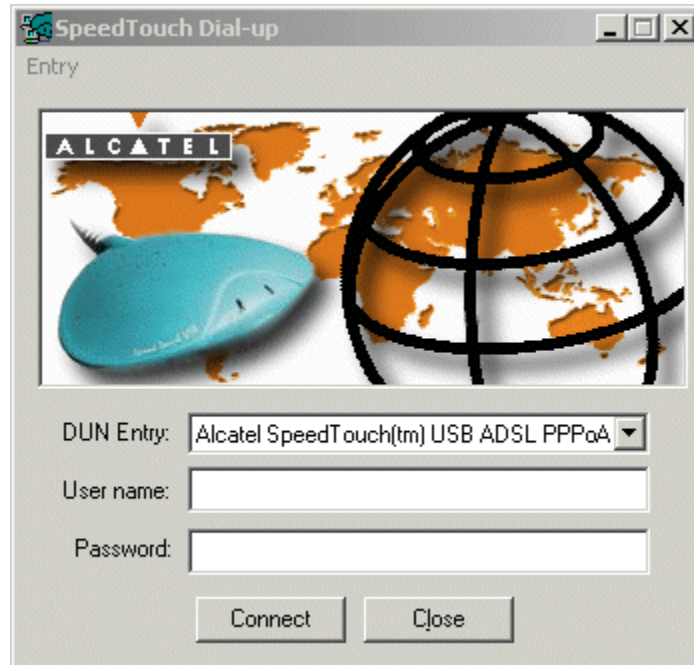 SpeedTouch Dial-up
Entry
ALCATEL
DUN Entry: Alcatel SpeedTouch(tm) USB ADSL PPPoA
User name:
Password:
Connect Close